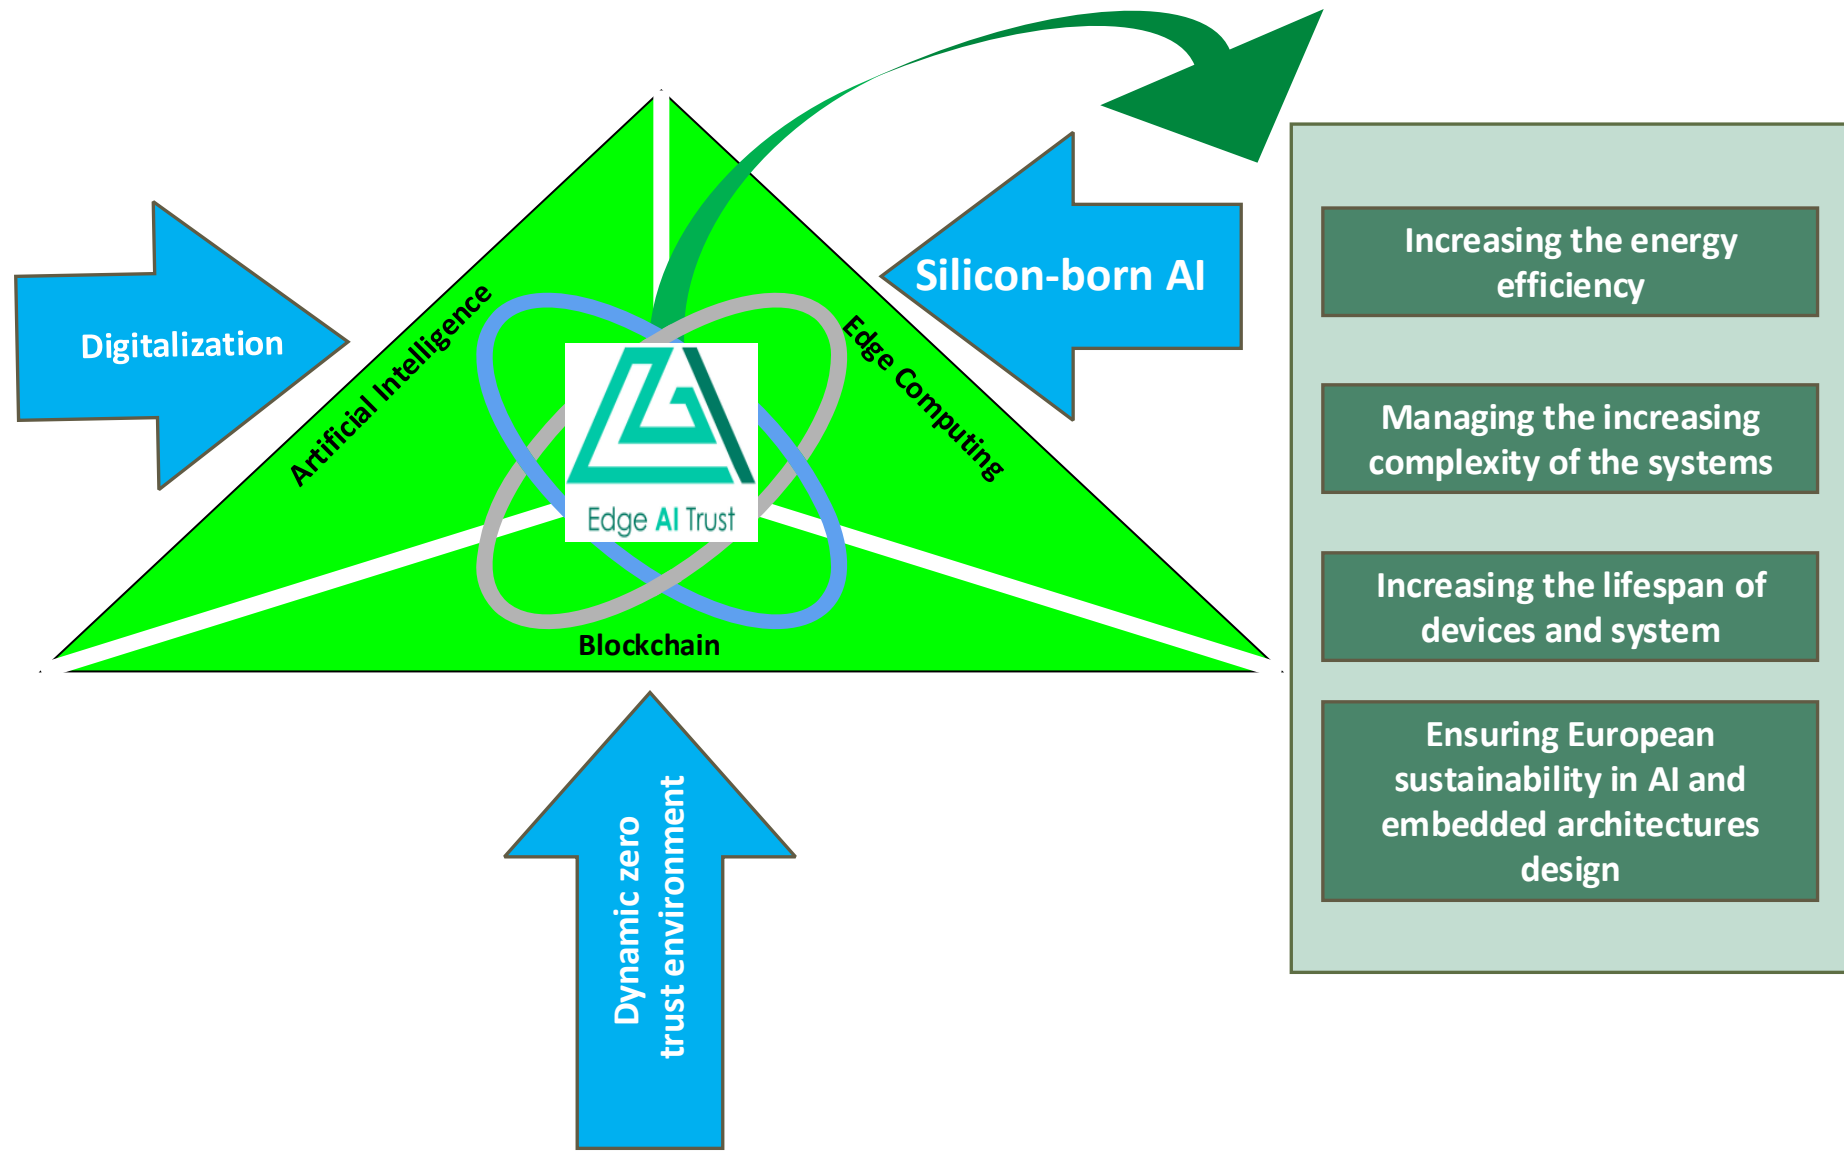 Digitalization
Artificial Intelligence
Edge Computing
Silicon-born AI
Edge AI Trust
Blockchain
Dynamic zero
trust environment
Increasing the energy
efficiency
Managing the increasing
complexity of the systems
Increasing the lifespan of
devices and system
Ensuring European
sustainability in AI and
embedded architectures
design